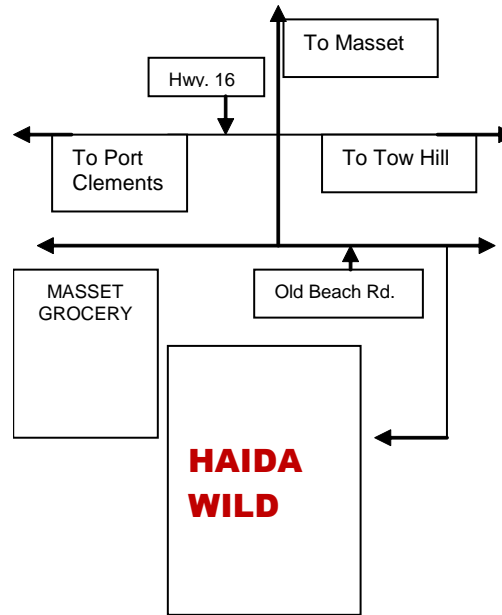 To Masset
Hwy. 16
To Port
Clements
To Tow Hill
MASSET
GROCERY
Old Beach Rd.
HAIDA
WILD